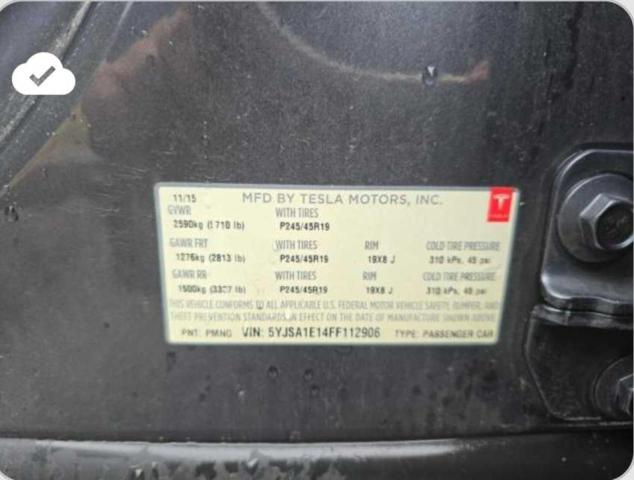 11/15 MFD BY TESLA MOTORS, INC.
GVWR WITH TIRES
2590kg (5710 lb) P245/45R19
GAWR FRT WITH TIRES RIM COLD TIRE PRESSURE
1276kg (2813 lb) P245/45R19 19X8 J 310 kPa, 45 psi
GAWR RR WITH TIRES RIM COLD TIRE PRESSURE
1500kg (3307 lb) P245/45R19 19X8 J 310 kPa, 45 psi
THIS VEHICLE CONFORMS TO ALL APPLICABLE U.S. FEDERAL MOTOR VEHICLE SAFETY, BUMPER, AND
THEFT PREVENTION STANDARDS IN EFFECT ON THE DATE OF MANUFACTURE SHOWN ABOVE.
PNT: PMNG VIN: 5YJSA1E14FF112906 TYPE: PASSENGER CAR